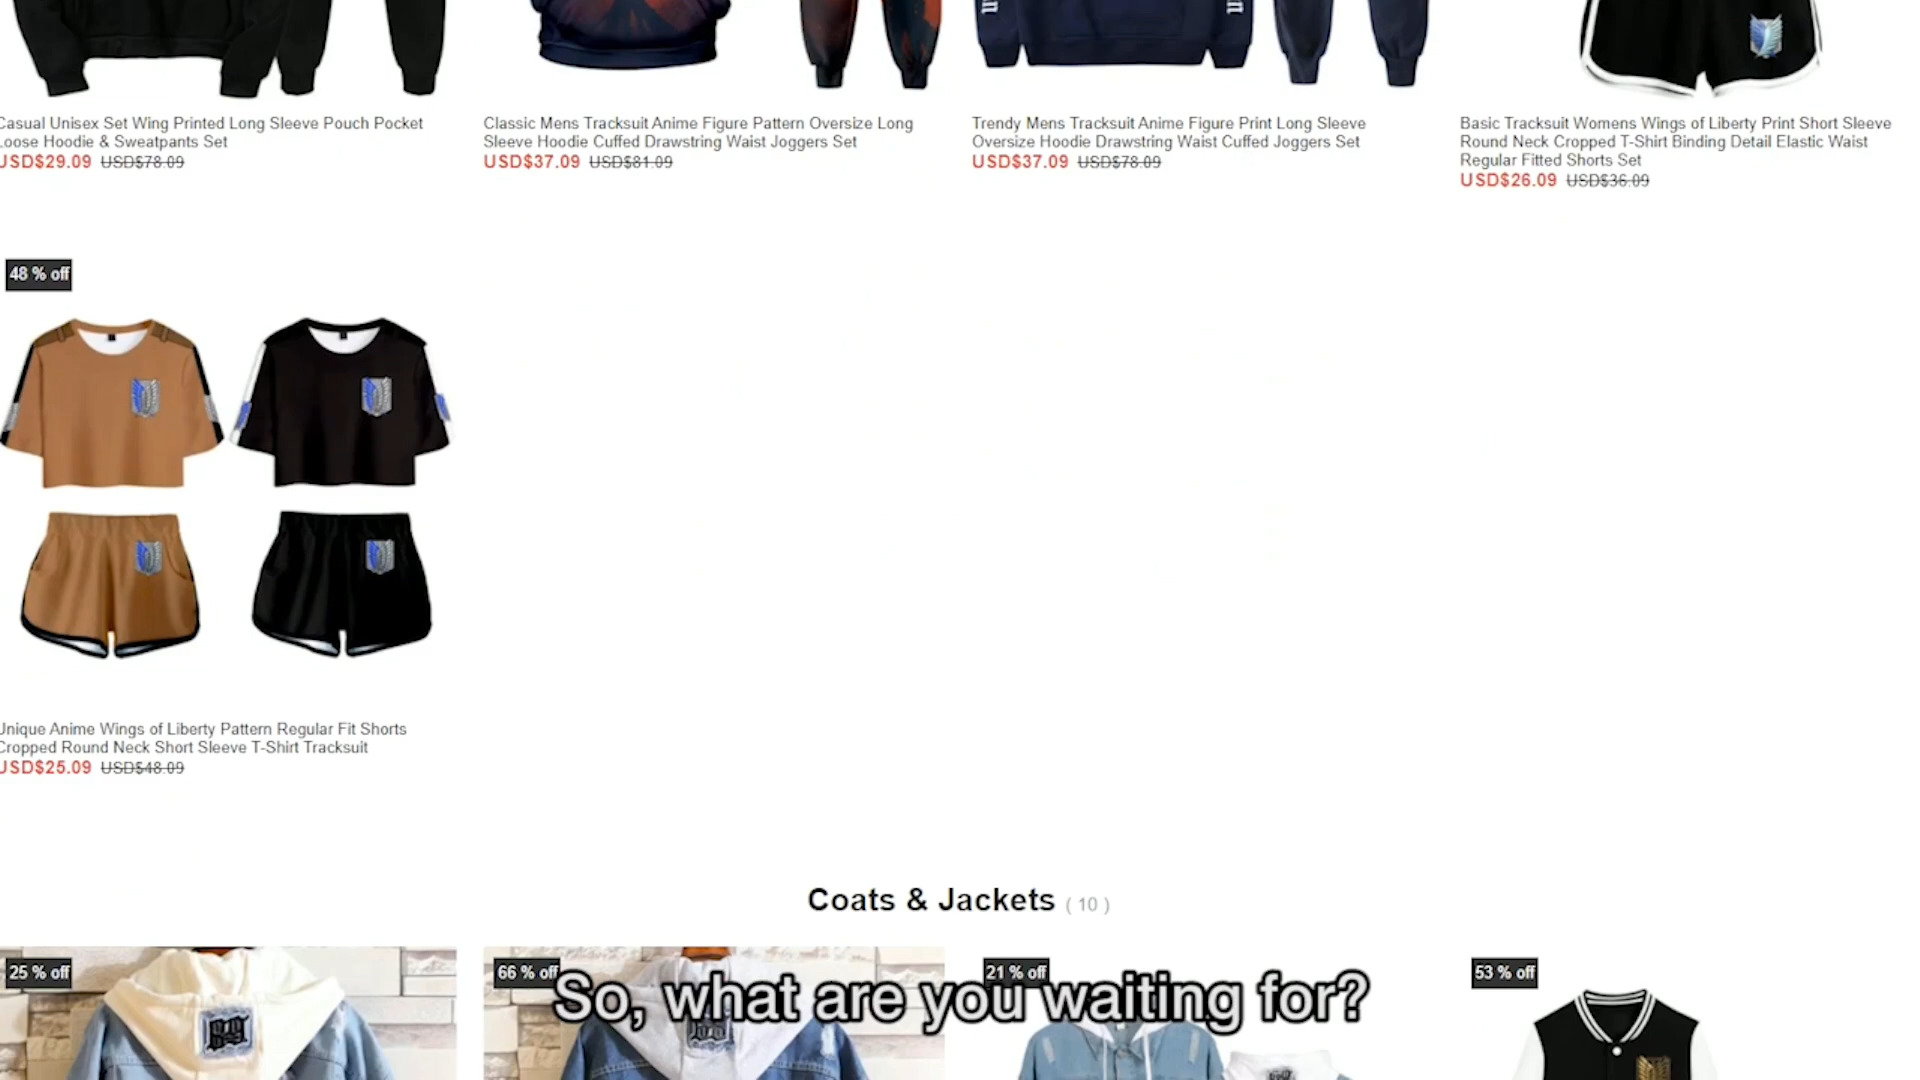 Casual Unisex Set Wing Printed Long Sleeve Pouch Pocket
Loose Hoodie & Sweatpants Set
USD$29.09 USD$78.09
Classic Mens Tracksuit Anime Figure Pattern Oversize Long
Sleeve Hoodie Cuffed Drawstring Waist Joggers Set
USD$37.09 USD$81.09
Trendy Mens Tracksuit Anime Figure Print Long Sleeve
Oversize Hoodie Drawstring Waist Cuffed Joggers Set
USD$37.09 USD$78.09
Basic Tracksuit Womens Wings of Liberty Print Short Sleeve
Round Neck Cropped T-Shirt Binding Detail Elastic Waist
Regular Fitted Shorts Set
USD$26.09 USD$36.09
48 % off
Unique Anime Wings of Liberty Pattern Regular Fit Shorts
Cropped Round Neck Short Sleeve T-Shirt Tracksuit
USD$25.09 USD$48.09
Coats & Jackets ( 10 )
25 % off
66 % off
21 % off
53 % off
So, what are you waiting for?